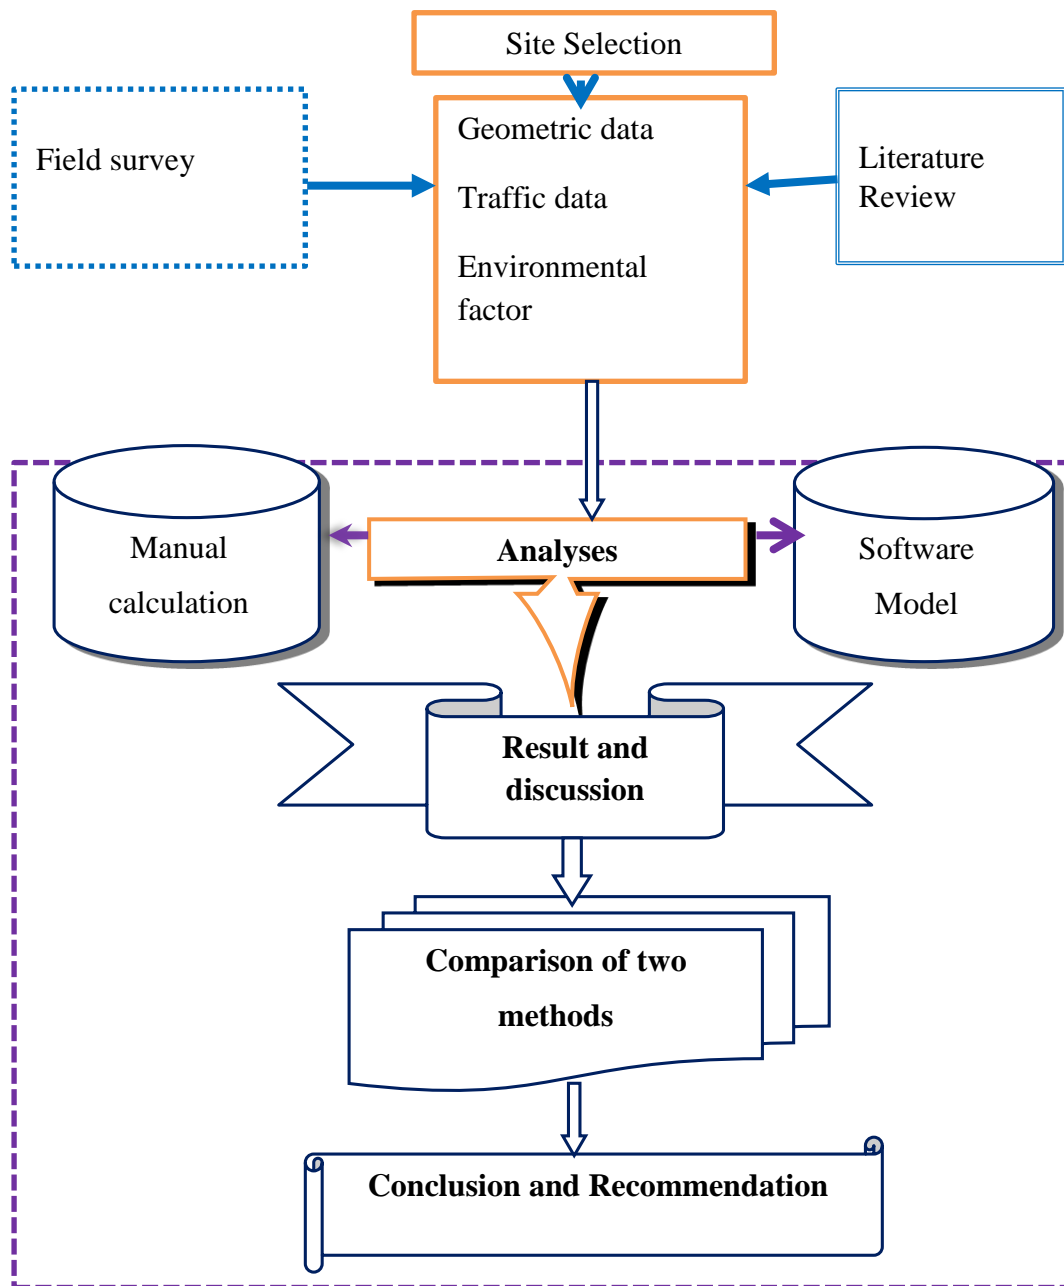 Site Selection
Field survey
Geometric data
Traffic data
Environmental
factor
Literature
Review
Manual
calculation
Analyses
Software
Model
Result and
discussion
Comparison of two
methods
Conclusion and Recommendation